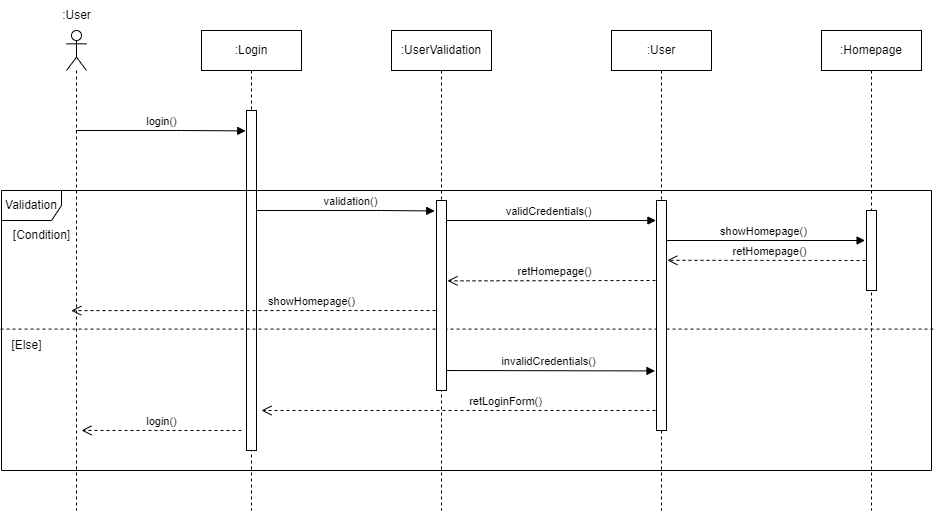 :User
:Login
:UserValidation
:User
:Homepage
login()
Validation
validation()
validCredentials()
[Condition]
showHomepage()
retHomepage()
retHomepage()
showHomepage()
[Else]
invalidCredentials()
retLoginForm()
login()